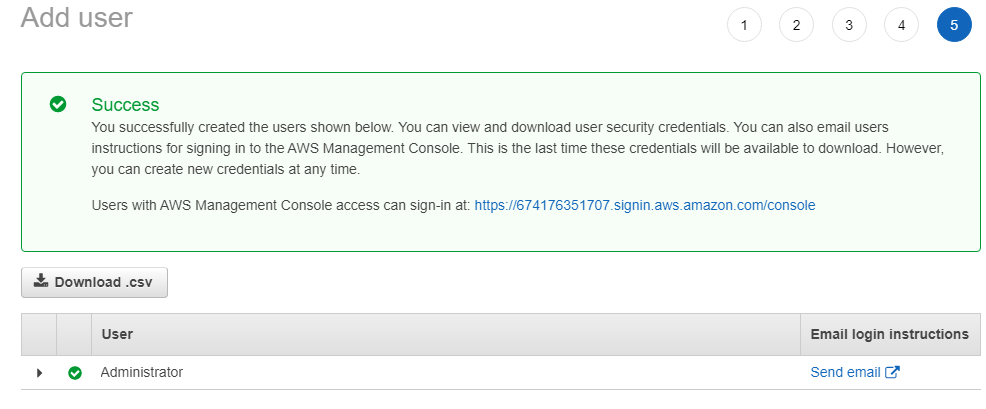 Add user
1 2 3 4 5
Success
You successfully created the users shown below. You can view and download user security credentials. You can also email users
instructions for signing in to the AWS Management Console. This is the last time these credentials will be available to download. However,
you can create new credentials at any time.
Users with AWS Management Console access can sign-in at: https://674176351707.signin.aws.amazon.com/console
Download .csv
User Email login instructions
Administrator Send email